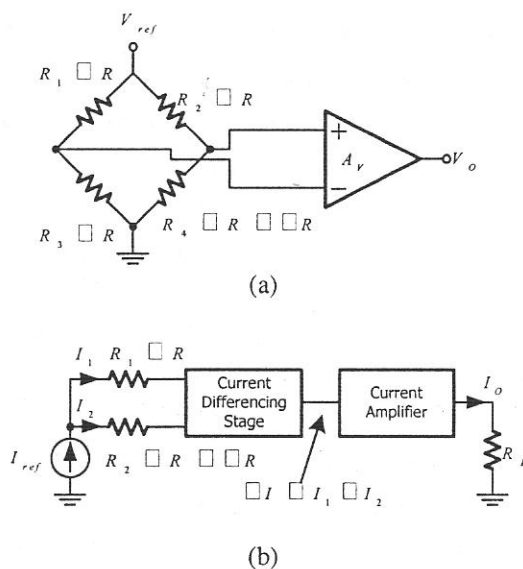 V ref
R 1 □ R
R 2 □ R
+
A v
−
V O
R 3 □ R
R 4 □ R □ □ R
(a)
I 1 R 1 □ R
I 2
I ref
R 2 □ R □ □ R
Current
Differencing
Stage
Current
Amplifier
I O
□ I □ I 1 □ I 2
(b)